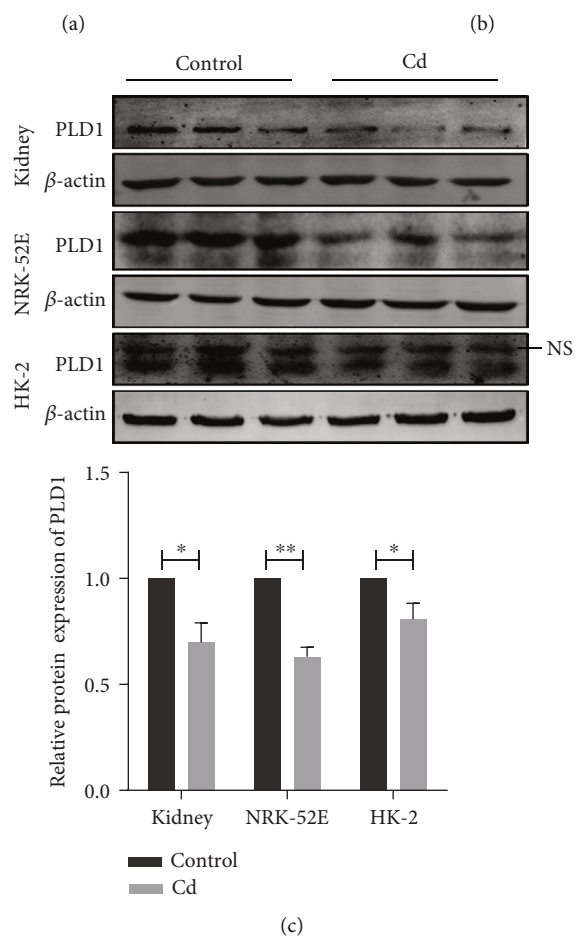 (a) (b)
Control Cd
Kidney
PLD1
β-actin
NRK-52E
PLD1
β-actin
HK-2
PLD1
NS
β-actin
Relative protein expression of PLD1
1.5
1.0
0.5
0.0
* ** *
Kidney NRK-52E HK-2
Control
Cd
(c)